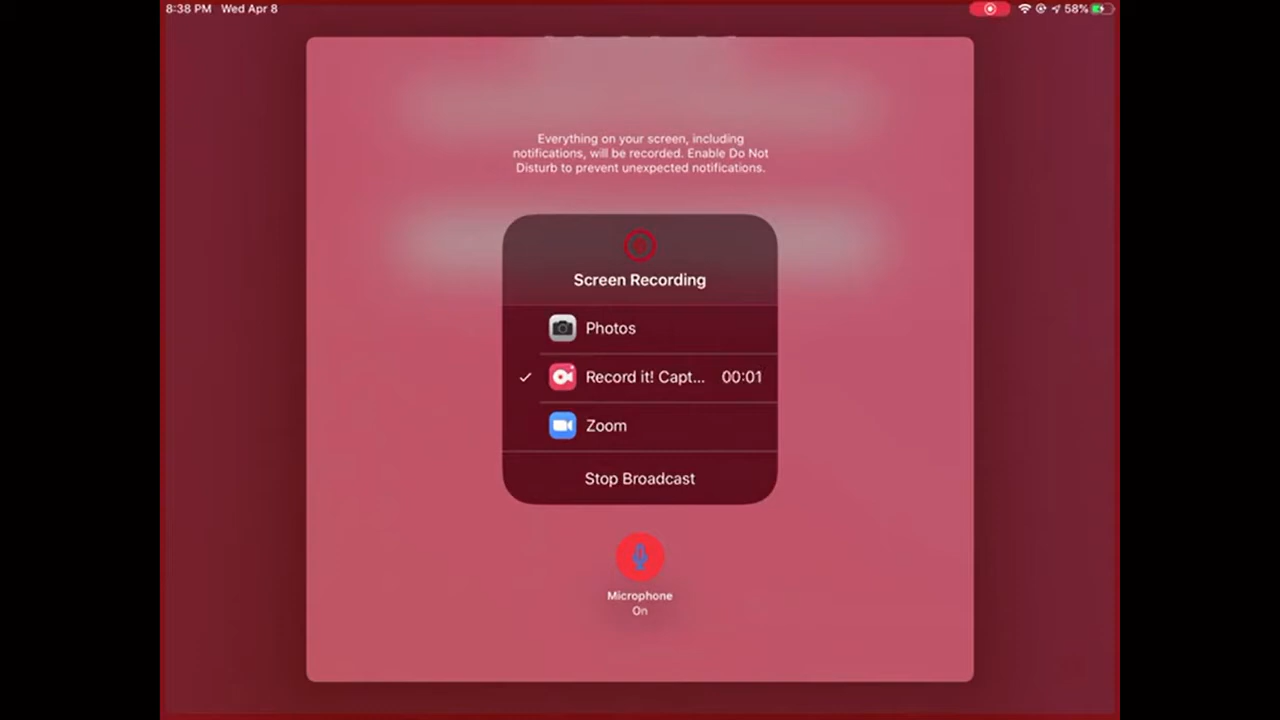 8:38 PM Wed Apr 8 58%
Everything on your screen, including
notifications, will be recorded. Enable Do Not
Disturb to prevent unexpected notifications.
Screen Recording
Photos
Record it! Capt... 00:01
Zoom
Stop Broadcast
Microphone
On